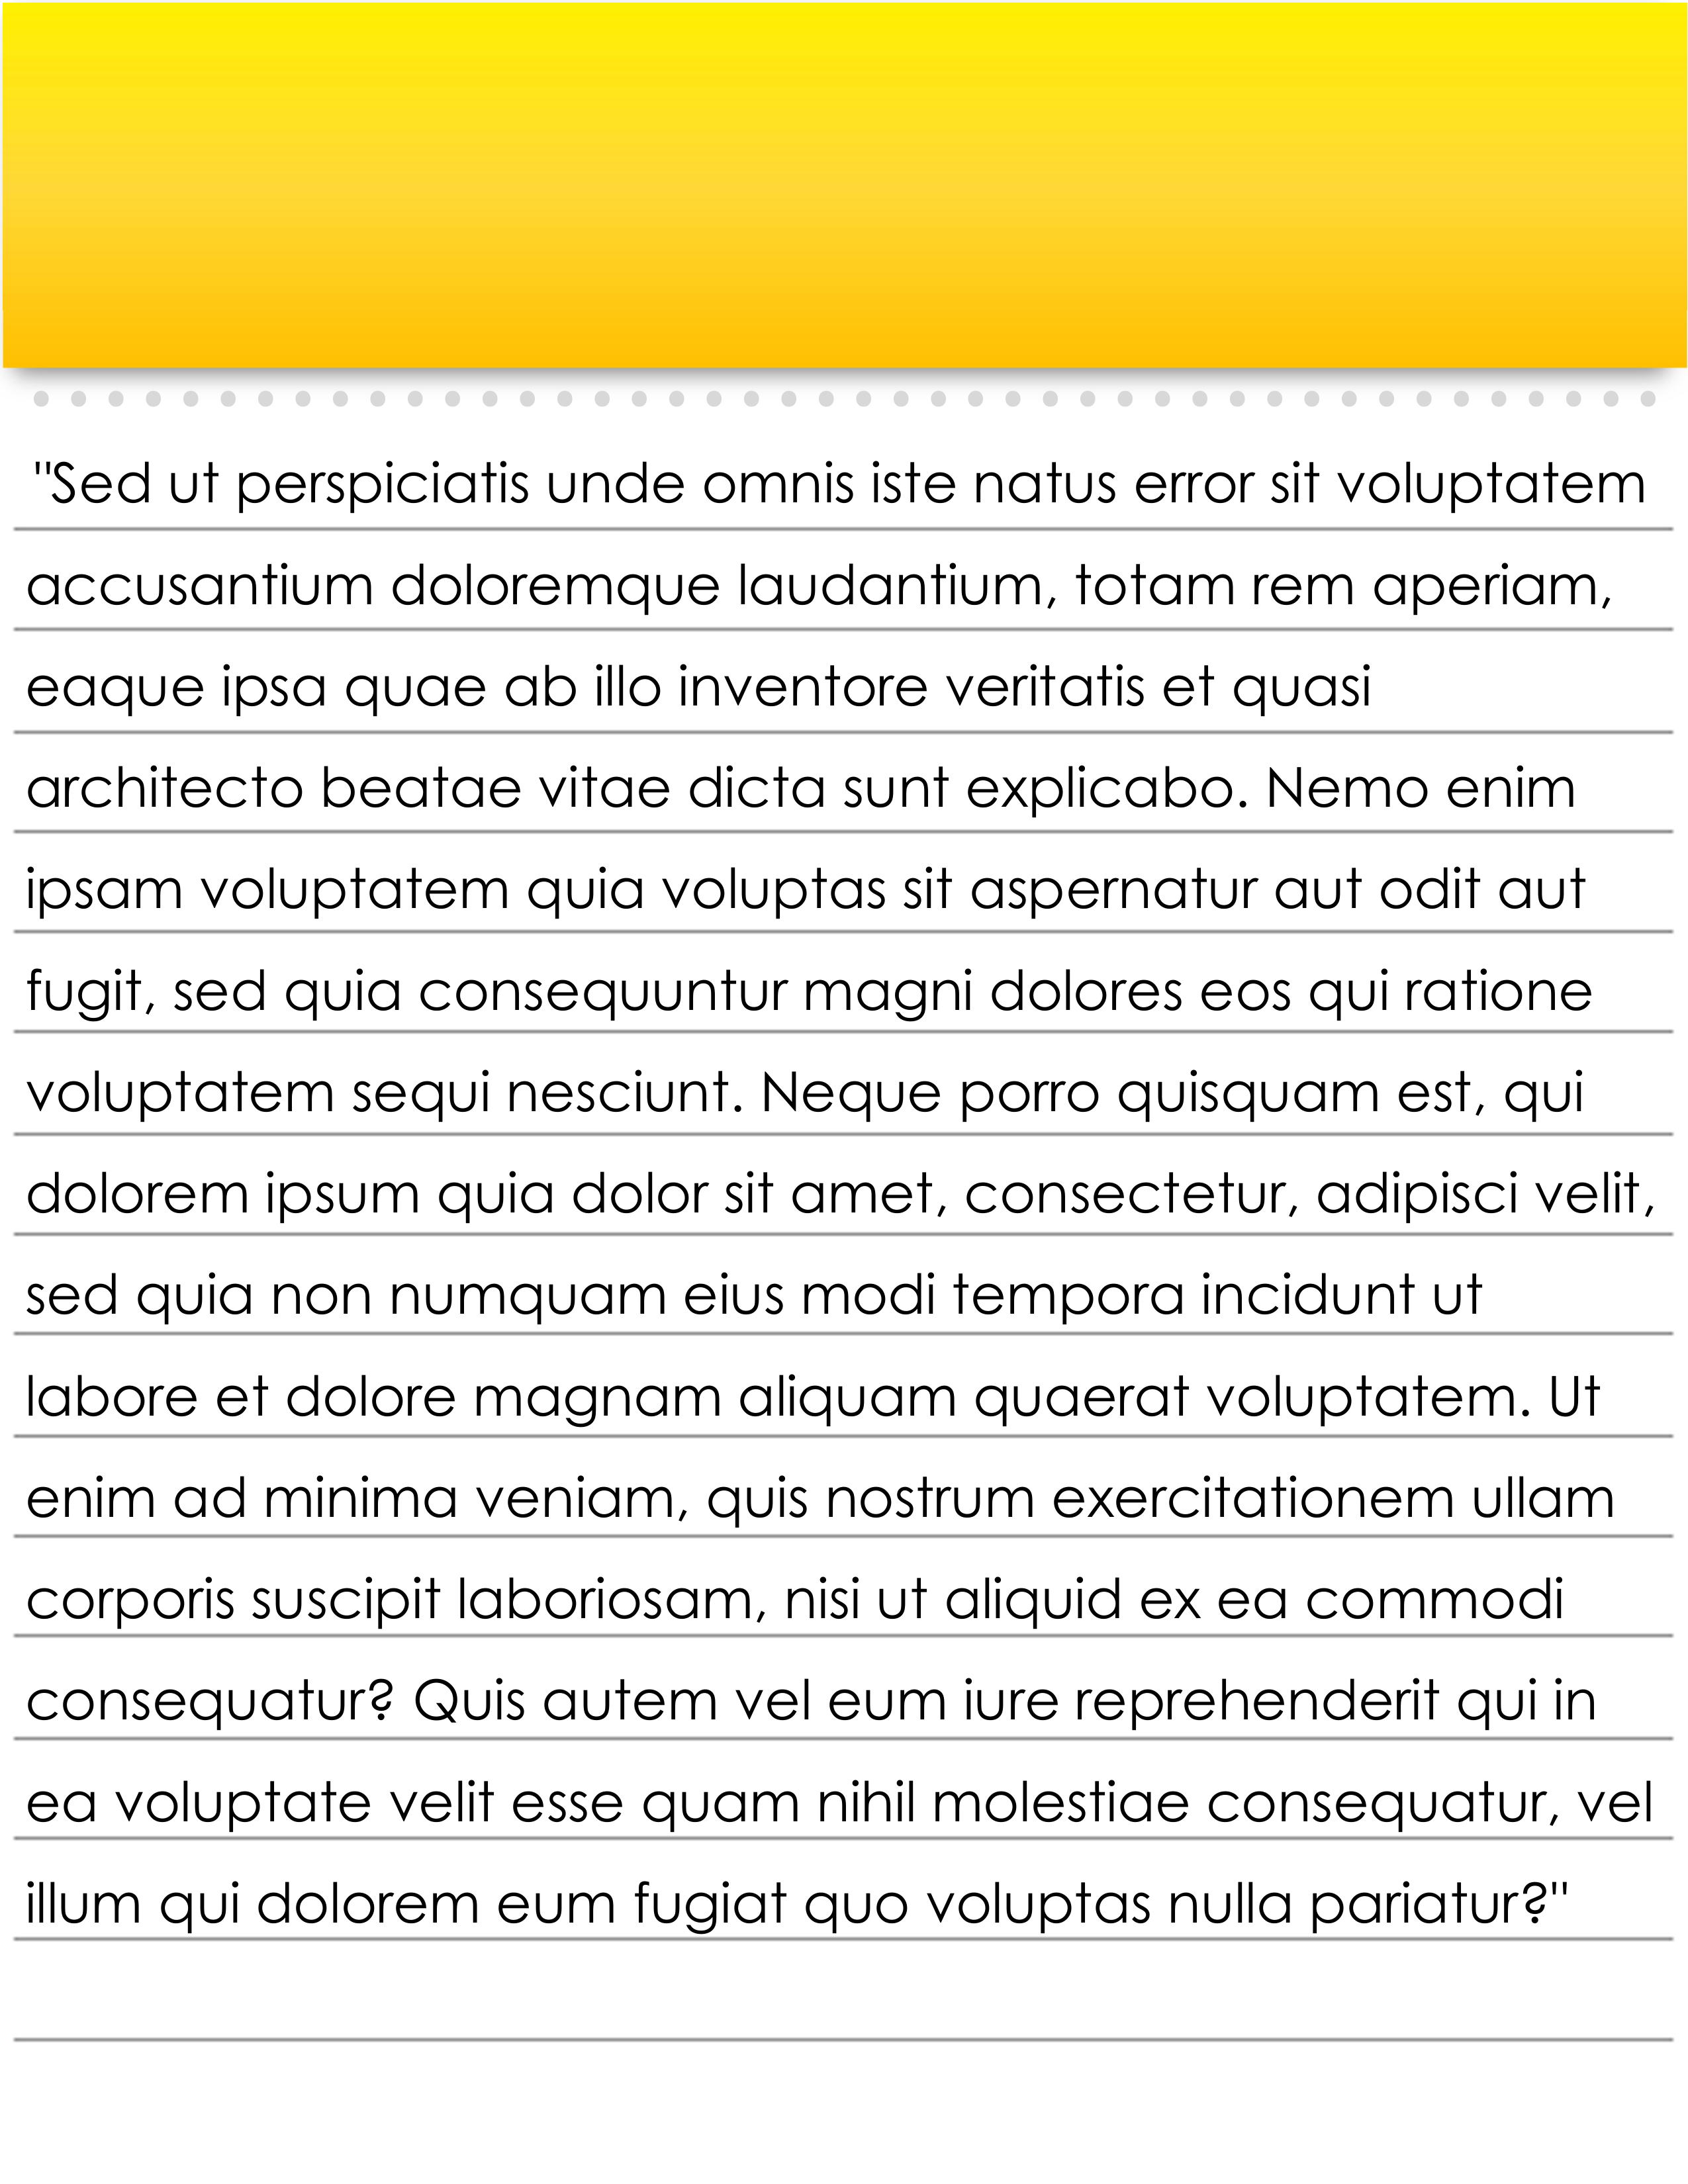 "Sed ut perspiciatis unde omnis iste natus error sit voluptatem
accusantium doloremque laudantium, totam rem aperiam,
eaque ipsa quae ab illo inventore veritatis et quasi
architecto beatae vitae dicta sunt explicabo. Nemo enim
ipsam voluptatem quia voluptas sit aspernatur aut odit aut
fugit, sed quia consequuntur magni dolores eos qui ratione
voluptatem sequi nesciunt. Neque porro quisquam est, qui
dolorem ipsum quia dolor sit amet, consectetur, adipisci velit,
sed quia non numquam eius modi tempora incidunt ut
labore et dolore magnam aliquam quaerat voluptatem. Ut
enim ad minima veniam, quis nostrum exercitationem ullam
corporis suscipit laboriosam, nisi ut aliquid ex ea commodi
consequatur? Quis autem vel eum iure reprehenderit qui in
ea voluptate velit esse quam nihil molestiae consequatur, vel
illum qui dolorem eum fugiat quo voluptas nulla pariatur?"